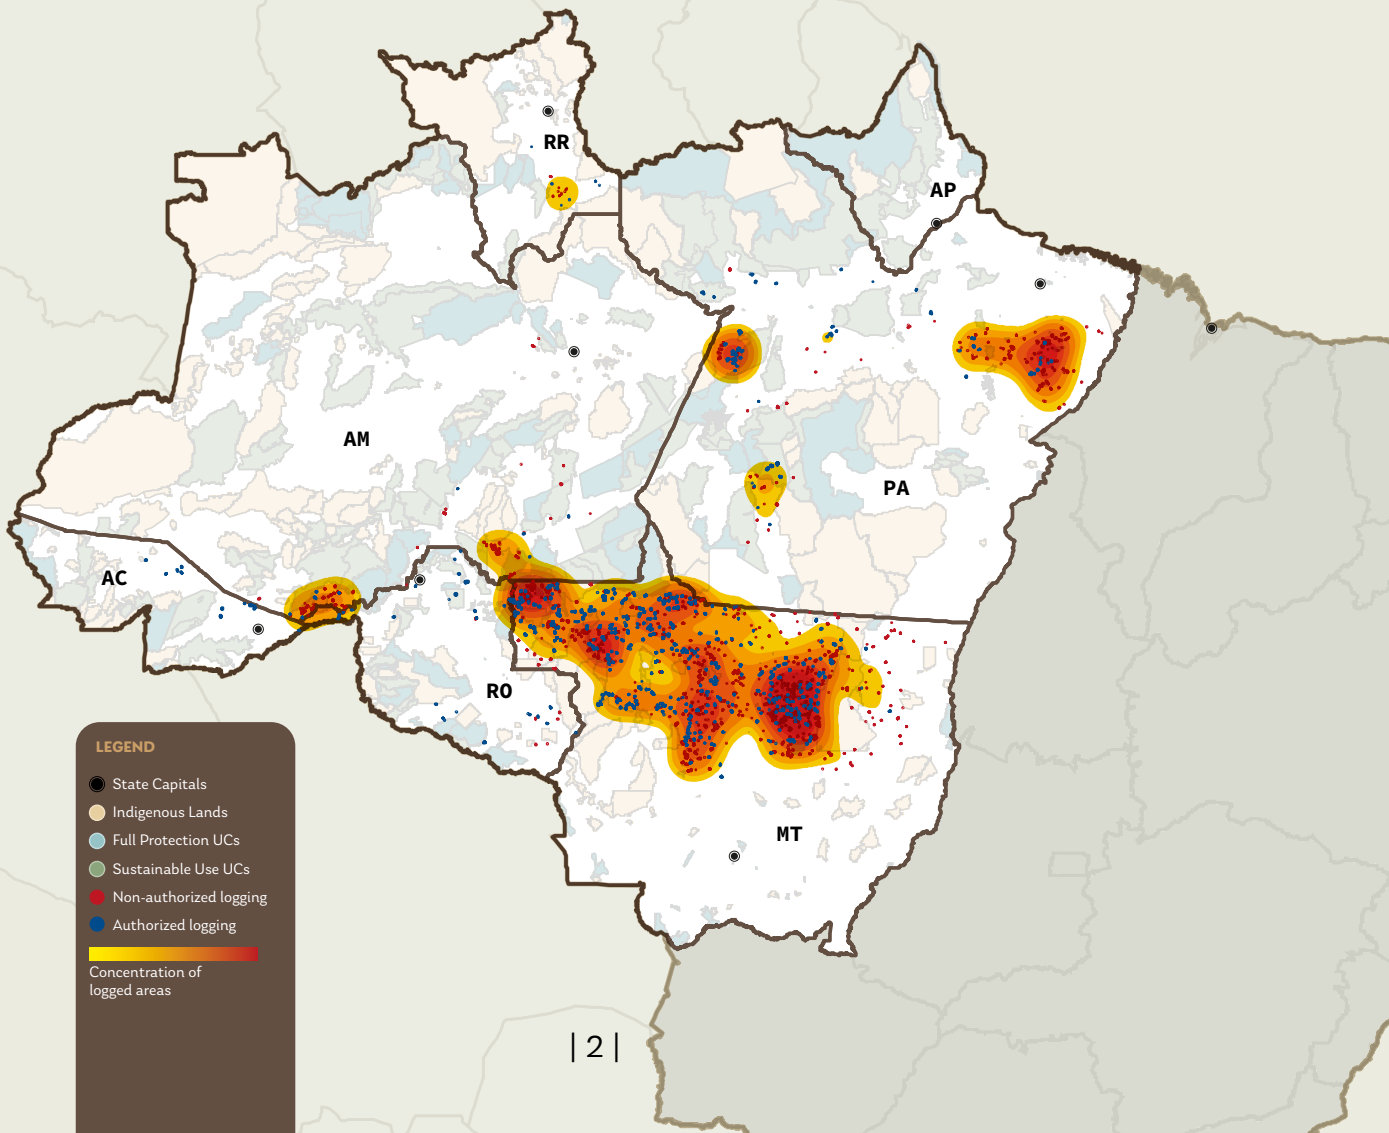 RR
AP
AM
PA
AC
RO
MT
LEGEND
State Capitals
Indigenous Lands
Full Protection UCs
Sustainable Use UCs
Non-authorized logging
Authorized logging
Concentration of
logged areas
| 2 |